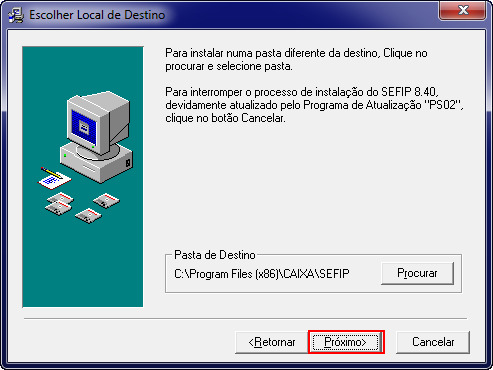 Escolher Local de Destino
Para instalar numa pasta diferente da destino, Clique no
procurar e selecione pasta.
Para interromper o processo de instalação do SEFIP 8.40,
devidamente atualizado pelo Programa de Atualização "PS02",
clique no botão Cancelar.
Pasta de Destino
C:\Program Files (x86)\CAIXA\SEFIP
Procurar
<Retornar
Próximo>
Cancelar